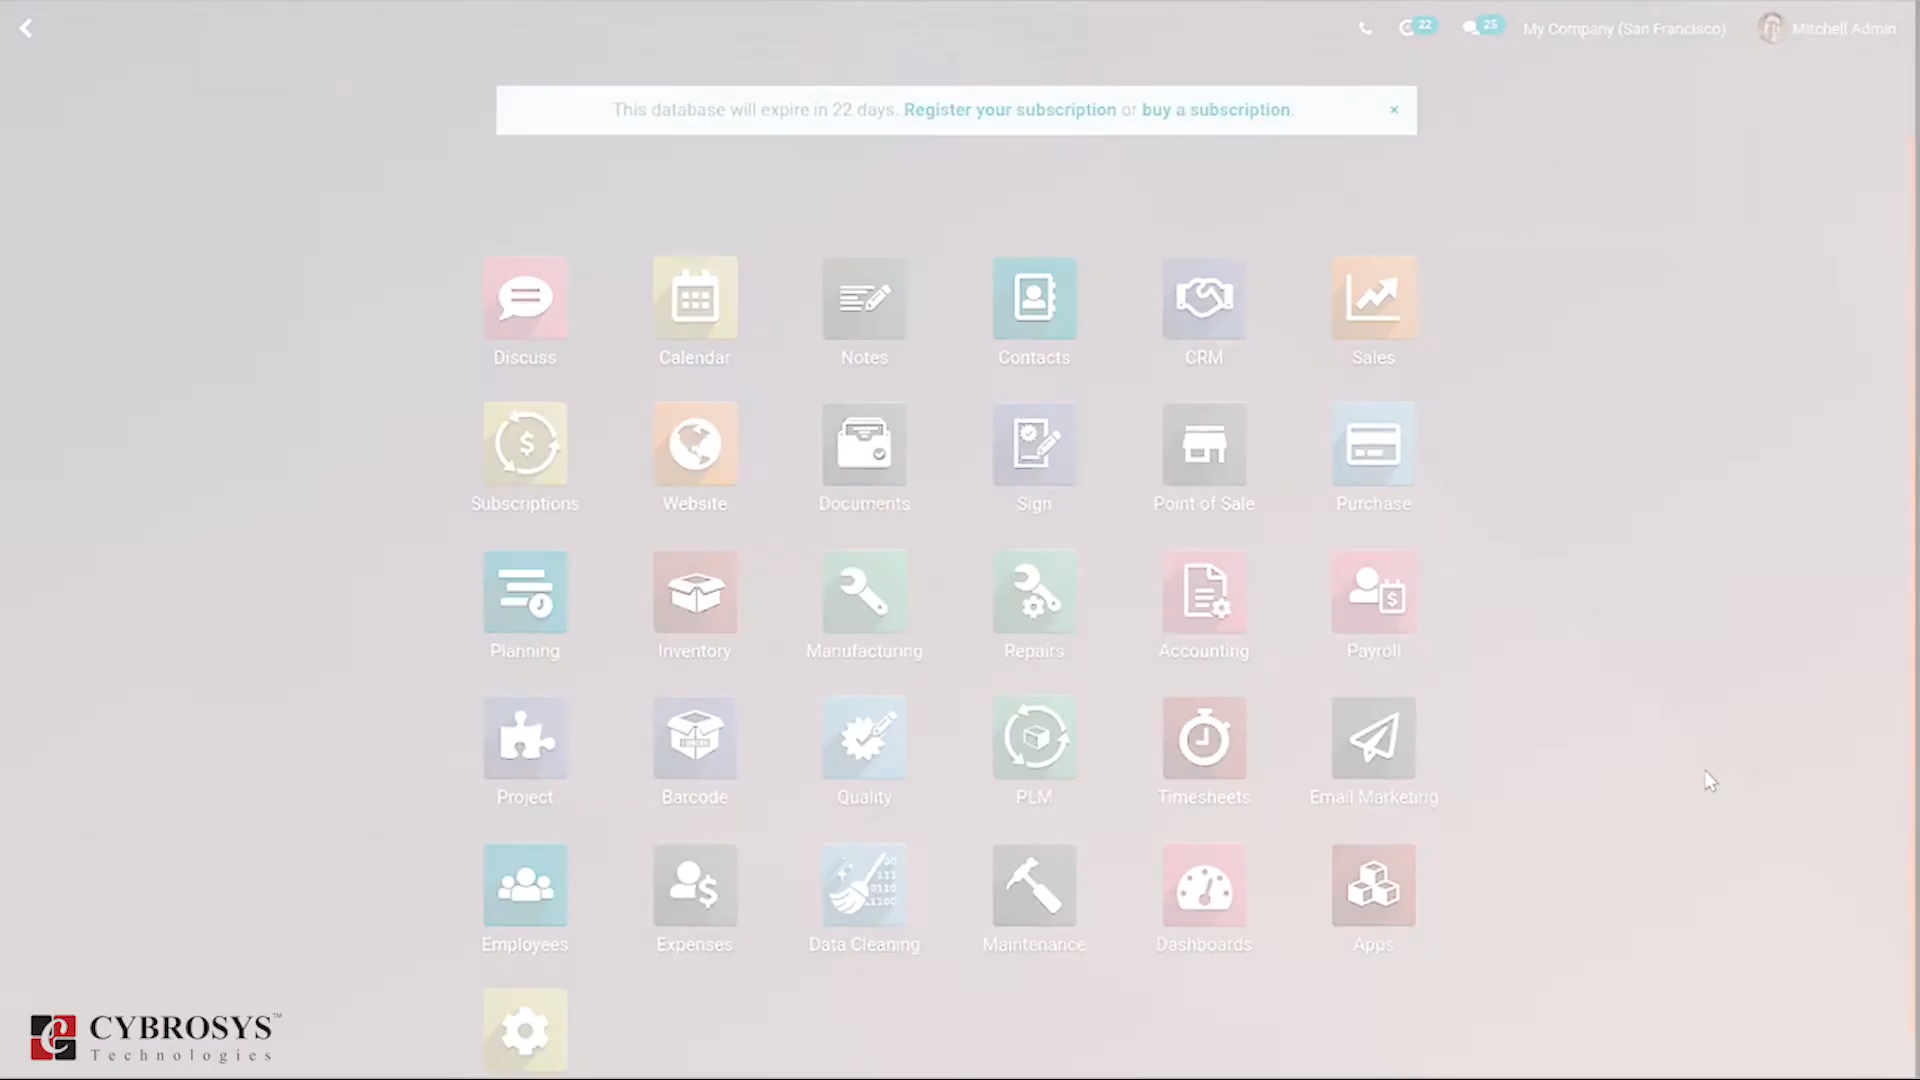 22
25
My Company (San Francisco)
Mitchell Admin
This database will expire in 22 days. Register your subscription or buy a subscription.
×
Discuss
Calendar
Notes
Contacts
CRM
Sales
Subscriptions
Website
Documents
Sign
Point of Sale
Purchase
Planning
Inventory
Manufacturing
Repairs
Accounting
Payroll
Project
Barcode
Quality
PLM
Timesheets
Email Marketing
Employees
Expenses
Data Cleaning
Maintenance
Dashboards
Apps
CYBROSYS™
Technologies